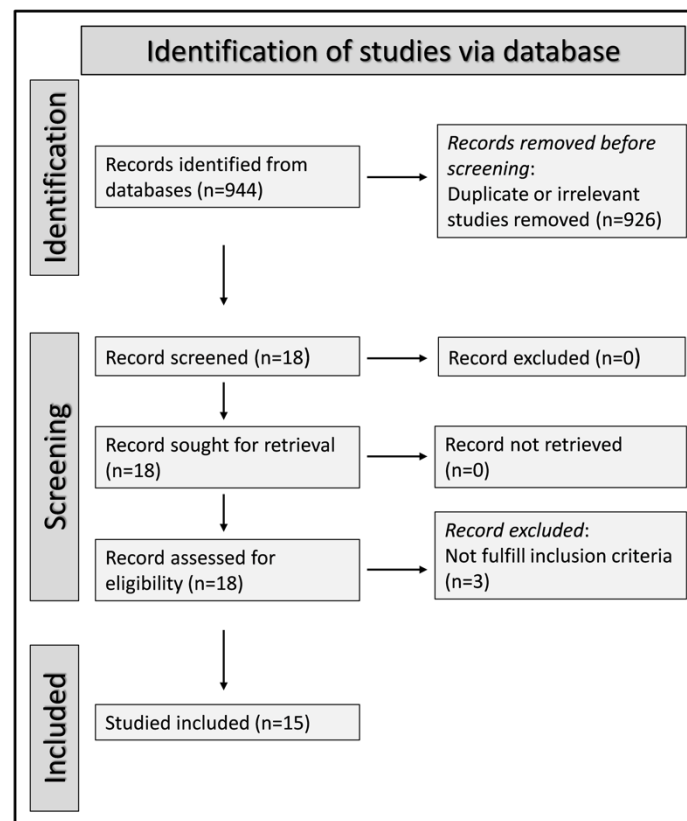 Identification of studies via database
Identification
Records identified from
databases (n=944)
Records removed before
screening:
Duplicate or irrelevant
studies removed (n=926)
Screening
Record screened (n=18)
Record excluded (n=0)
Record sought for retrieval
(n=18)
Record not retrieved
(n=0)
Record assessed for
eligibility (n=18)
Record excluded:
Not fulfill inclusion criteria
(n=3)
Included
Studied included (n=15)